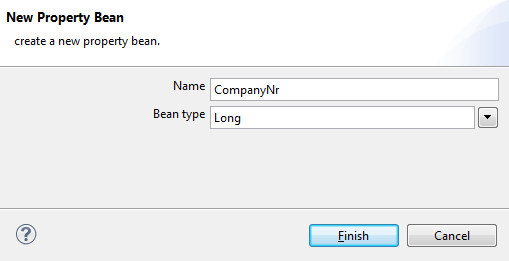 New Property Bean
create a new property bean.
Name CompanyNr
Bean type Long
?
Finish Cancel